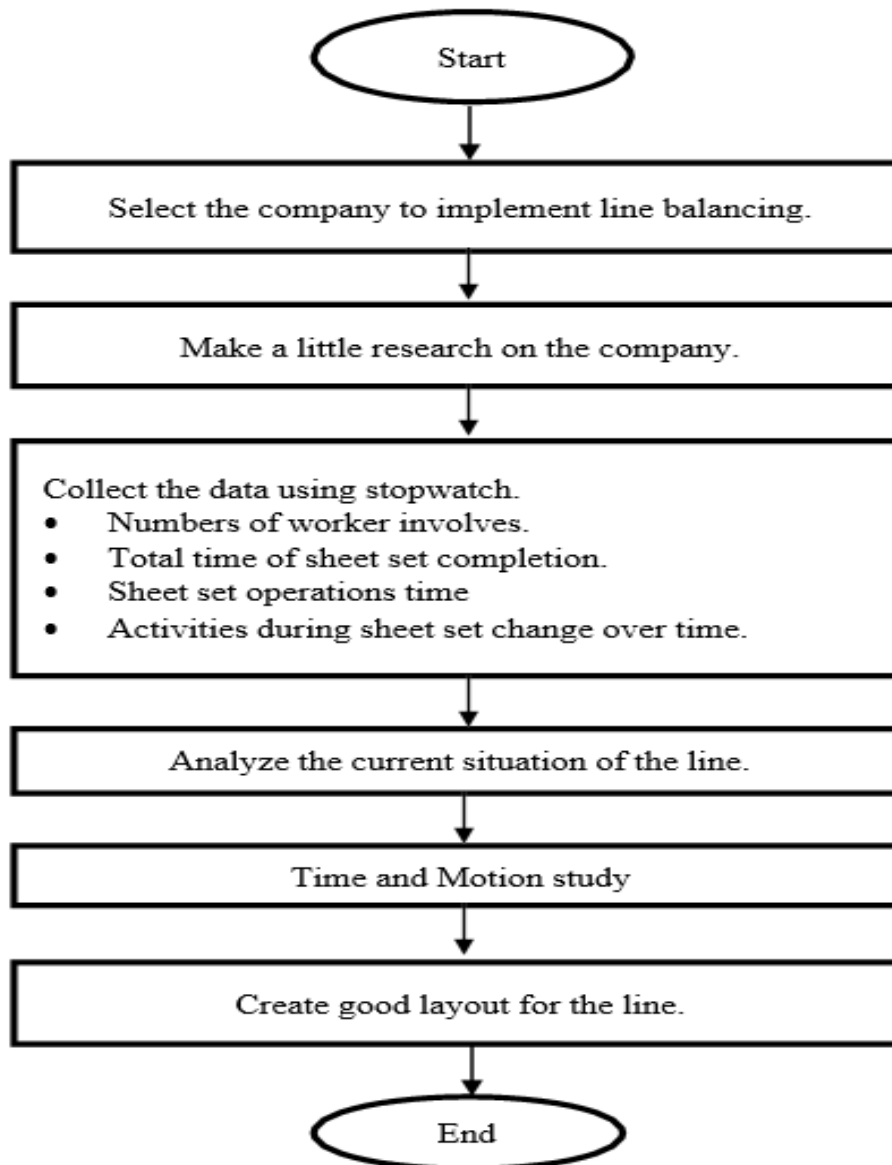 Start
Select the company to implement line balancing.
Make a little research on the company.
Collect the data using stopwatch.
• Numbers of worker involves.
• Total time of sheet set completion.
• Sheet set operations time
• Activities during sheet set change over time.
Analyze the current situation of the line.
Time and Motion study
Create good layout for the line.
End